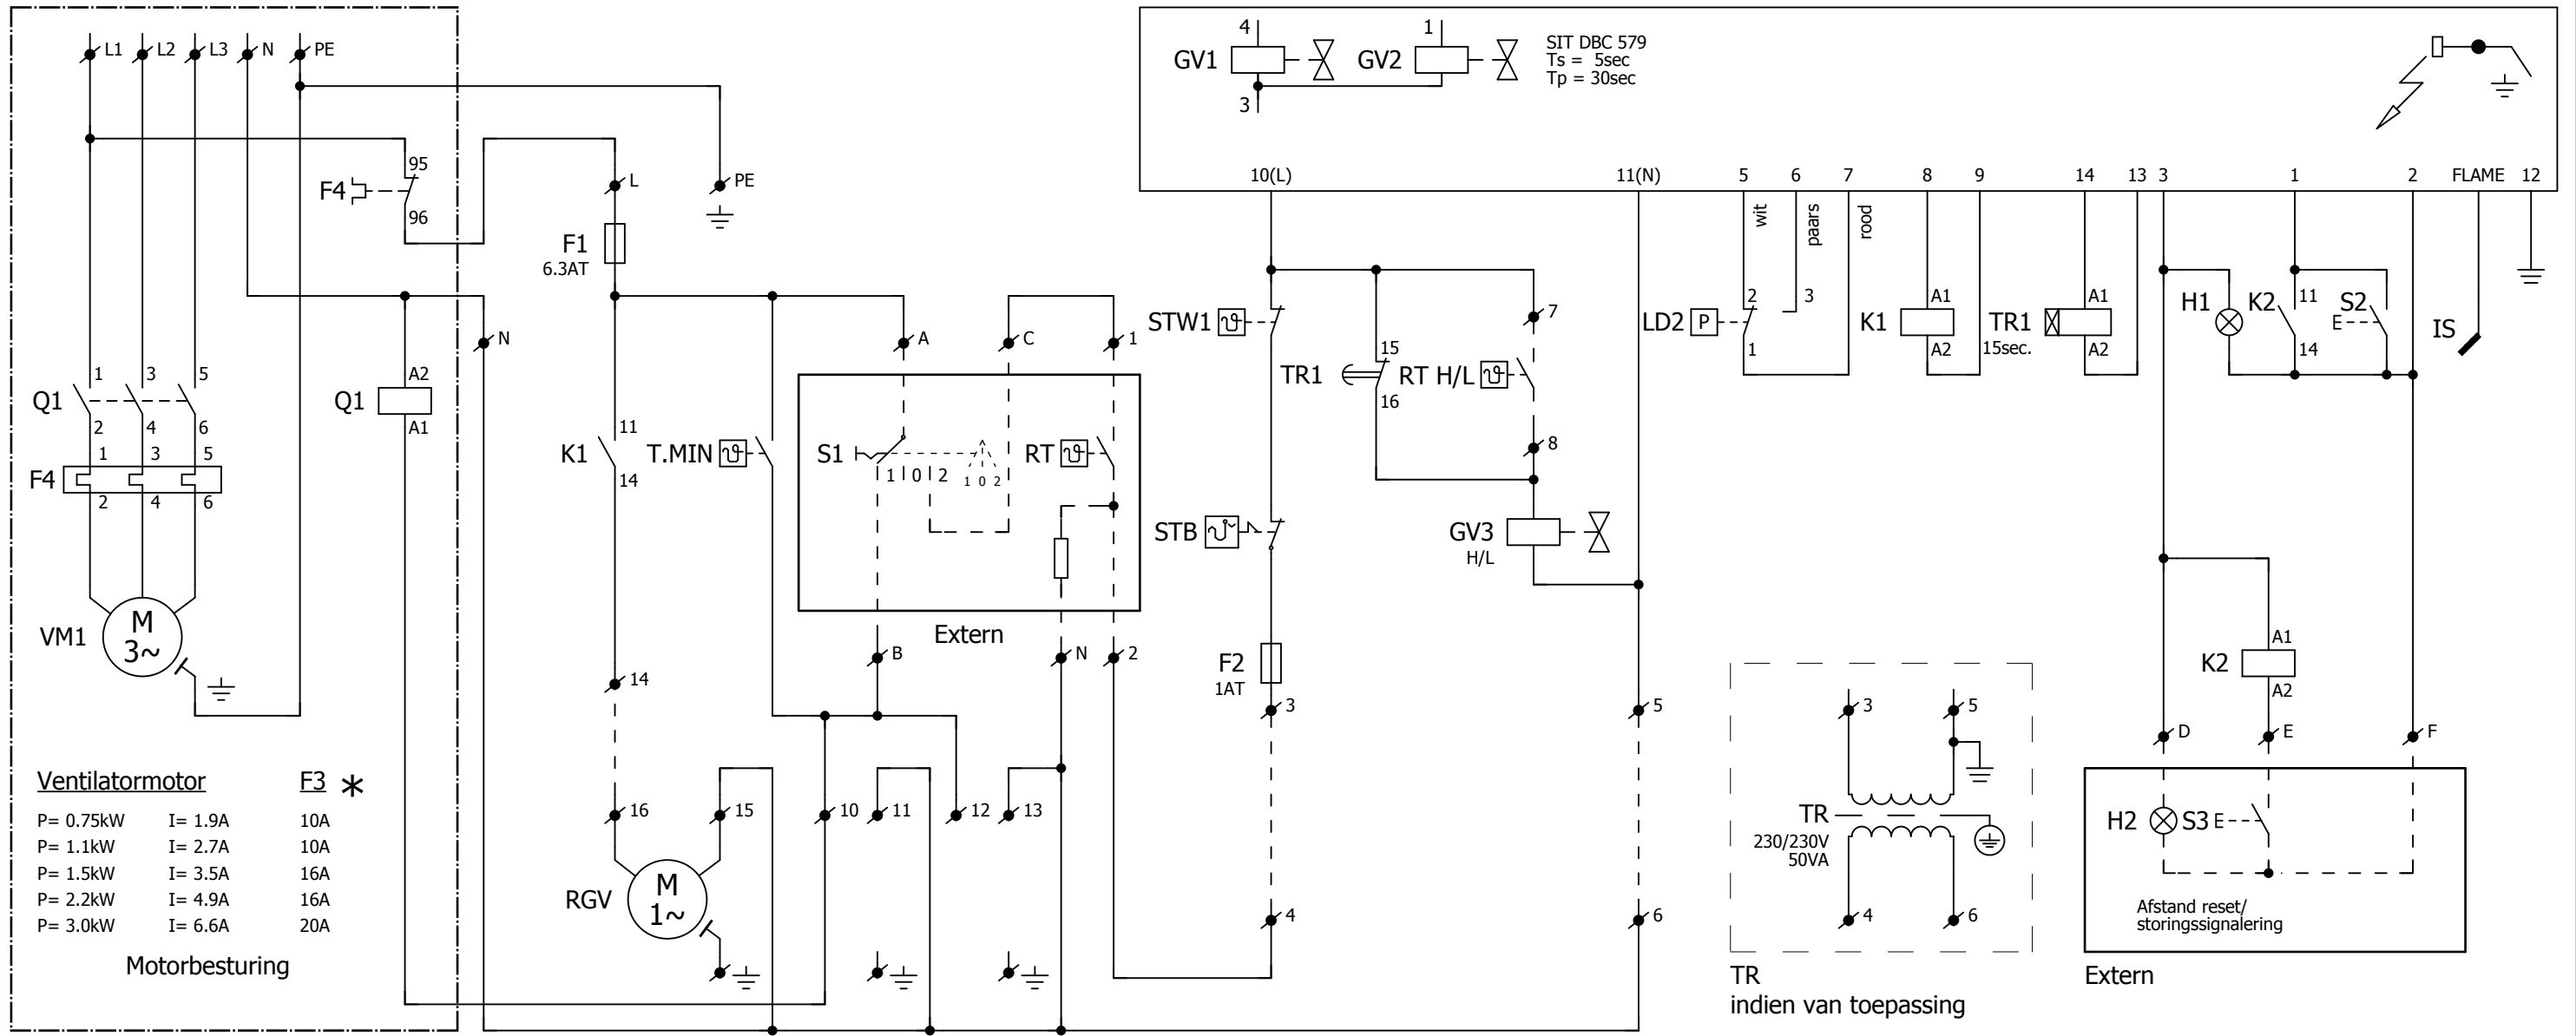 L1 L2 L3 N PE
95
F4
96
L
PE
F1
6.3AT
N
A C 1
1 3 5
Q1
2 4 6
A2
Q1
A1
1 3 5
F4
2 4 6
11
K1
14
T.MIN
S1
1 0 2
1 0 2
RT
Extern
M
3~
VM1
B N 2
14
16 15 10 11 12 13
M
1~
RGV
Ventilatormotor F3 *
P= 0.75kW I= 1.9A 10A
P= 1.1kW I= 2.7A 10A
P= 1.5kW I= 3.5A 16A
P= 2.2kW I= 4.9A 16A
P= 3.0kW I= 6.6A 20A
Motorbesturing
4
GV1
3
1
GV2
SIT DBC 579
Ts = 5sec
Tp = 30sec
10(L) 11(N) 5 6 7 8 9 14 13 3 1 2 FLAME 12
wit
paars
rood
STW1
15
TR1
16
7
RT H/L
8
STB
GV3
H/L
F2
1AT
3
4
5
6
2 3
LD2 P
1
A1
K1
A2
A1
TR1
15sec.
A2
H1
11
K2
14
S2
E
IS
A1
K2
A2
D E F
3 5
TR
230/230V
50VA
4 6
TR
indien van toepassing
H2 S3 E
Afstand reset/
storingssignalering
Extern